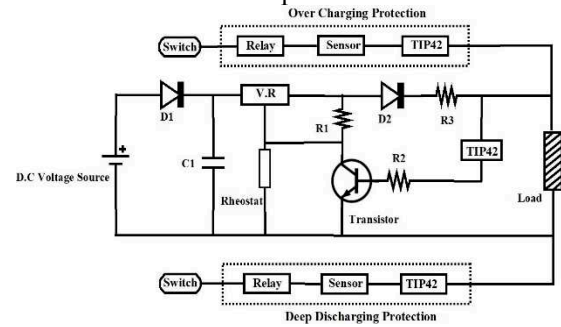 Over Charging Protection
Switch Relay Sensor TIP42
V.R
D1 D2 R3
R1
TIP42
C1 R2
+
D.C Voltage Source
Rheostat Transistor Load
Switch Relay Sensor TIP42
Deep Discharging Protection